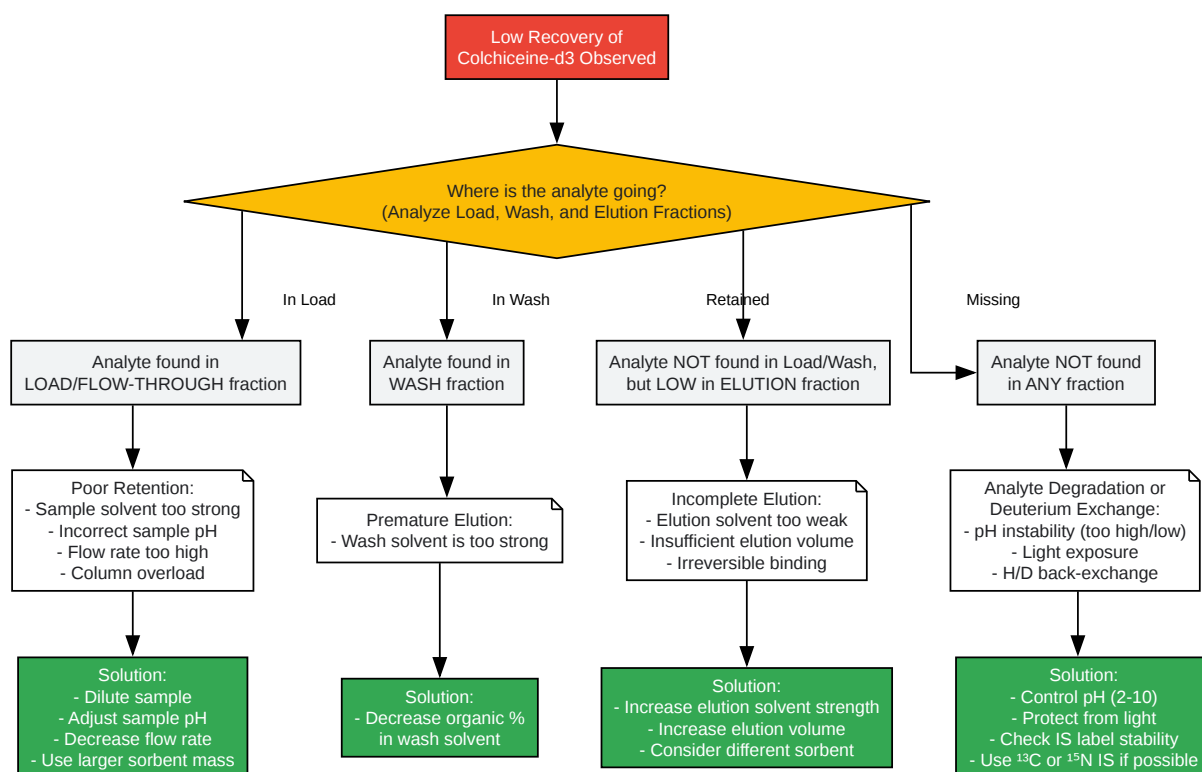 Low Recovery of
Colchiceine-d3 Observed
Where is the analyte going?
(Analyze Load, Wash, and Elution Fractions)
In Load
In Wash
Retained
Missing
Analyte found in
LOAD/FLOW-THROUGH fraction
Analyte found in
WASH fraction
Analyte NOT found in Load/Wash,
but LOW in ELUTION fraction
Analyte NOT found
in ANY fraction
Poor Retention:
- Sample solvent too strong
- Incorrect sample pH
- Flow rate too high
- Column overload
Premature Elution:
- Wash solvent is too strong
Incomplete Elution:
- Elution solvent too weak
- Insufficient elution volume
- Irreversible binding
Analyte Degradation or
Deuterium Exchange:
- pH instability (too high/low)
- Light exposure
- H/D back-exchange
Solution:
- Dilute sample
- Adjust sample pH
- Decrease flow rate
- Use larger sorbent mass
Solution:
- Decrease organic %
in wash solvent
Solution:
- Increase elution solvent strength
- Increase elution volume
- Consider different sorbent
Solution:
- Control pH (2-10)
- Protect from light
- Check IS label stability
- Use ¹³C or ¹⁵N IS if possible